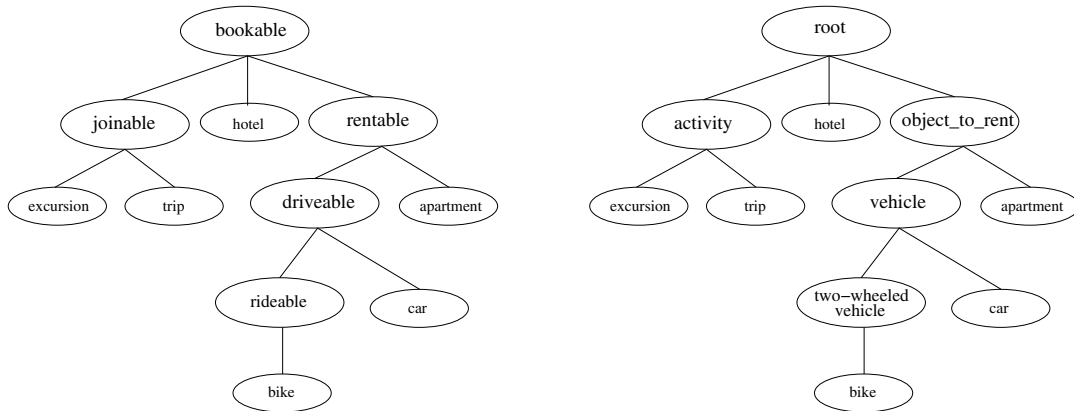 bookable
joinable
hotel
rentable
excursion
trip
driveable
apartment
rideable
car
bike
root
activity
hotel
object_to_rent
excursion
trip
vehicle
apartment
two-wheeled
vehicle
car
bike